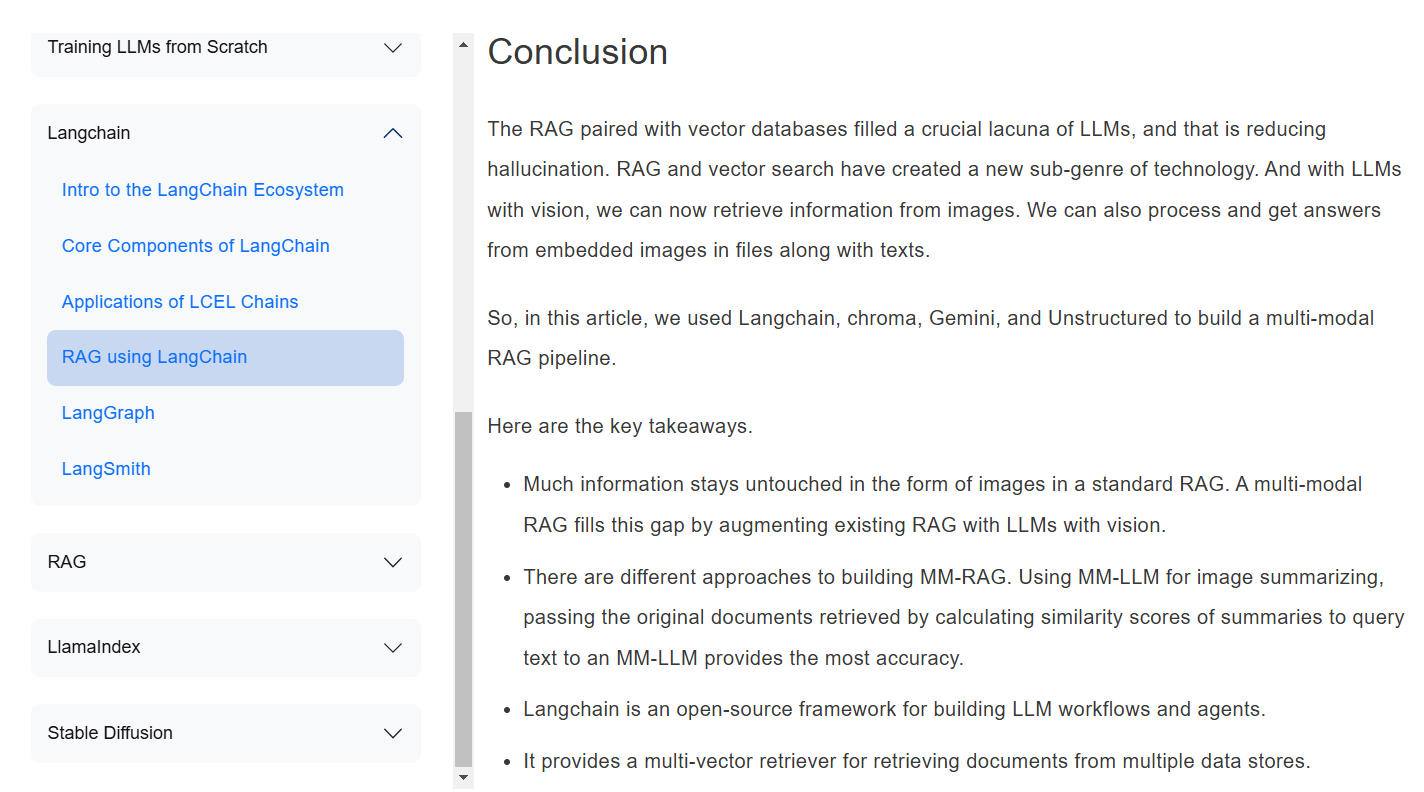 Training LLMs from Scratch
Langchain
Intro to the LangChain Ecosystem
Core Components of LangChain
Applications of LCEL Chains
RAG using LangChain
LangGraph
LangSmith
RAG
LlamaIndex
Stable Diffusion
Conclusion
The RAG paired with vector databases filled a crucial lacuna of LLMs, and that is reducing
hallucination. RAG and vector search have created a new sub-genre of technology. And with LLMs
with vision, we can now retrieve information from images. We can also process and get answers
from embedded images in files along with texts.
So, in this article, we used Langchain, chroma, Gemini, and Unstructured to build a multi-modal
RAG pipeline.
Here are the key takeaways.
• Much information stays untouched in the form of images in a standard RAG. A multi-modal
RAG fills this gap by augmenting existing RAG with LLMs with vision.
• There are different approaches to building MM-RAG. Using MM-LLM for image summarizing,
passing the original documents retrieved by calculating similarity scores of summaries to query
text to an MM-LLM provides the most accuracy.
• Langchain is an open-source framework for building LLM workflows and agents.
• It provides a multi-vector retriever for retrieving documents from multiple data stores.